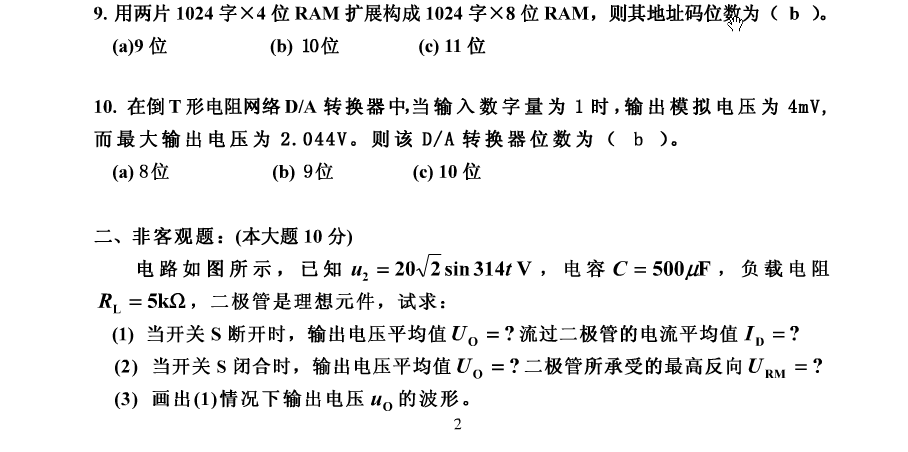 9. 用两片 1024 字×4 位 RAM 扩展构成 1024 字×8 位 RAM，则其地址码位数为（ b ）。
(a)9 位 (b) 10位 (c) 11 位
10. 在倒 T 形电阻网络 D/A 转换器中,当输入数字量为 1 时,输出模拟电压为 4mV,
而最大输出电压为 2.044V。则该 D/A 转换器位数为（ b ）。
(a) 8位 (b) 9位 (c) 10 位
二、非客观题：(本大题 10 分)
电路如图所示，已知 u₂ = 20√2 sin 314t V，电容 C = 500μF，负载电阻
R_L = 5kΩ，二极管是理想元件，试求：
(1) 当开关 S 断开时，输出电压平均值 U_O = ? 流过二极管的电流平均值 I_D = ?
(2) 当开关 S 闭合时，输出电压平均值 U_O = ? 二极管所承受的最高反向 U_RM = ?
(3) 画出(1)情况下输出电压 u_O 的波形。
2